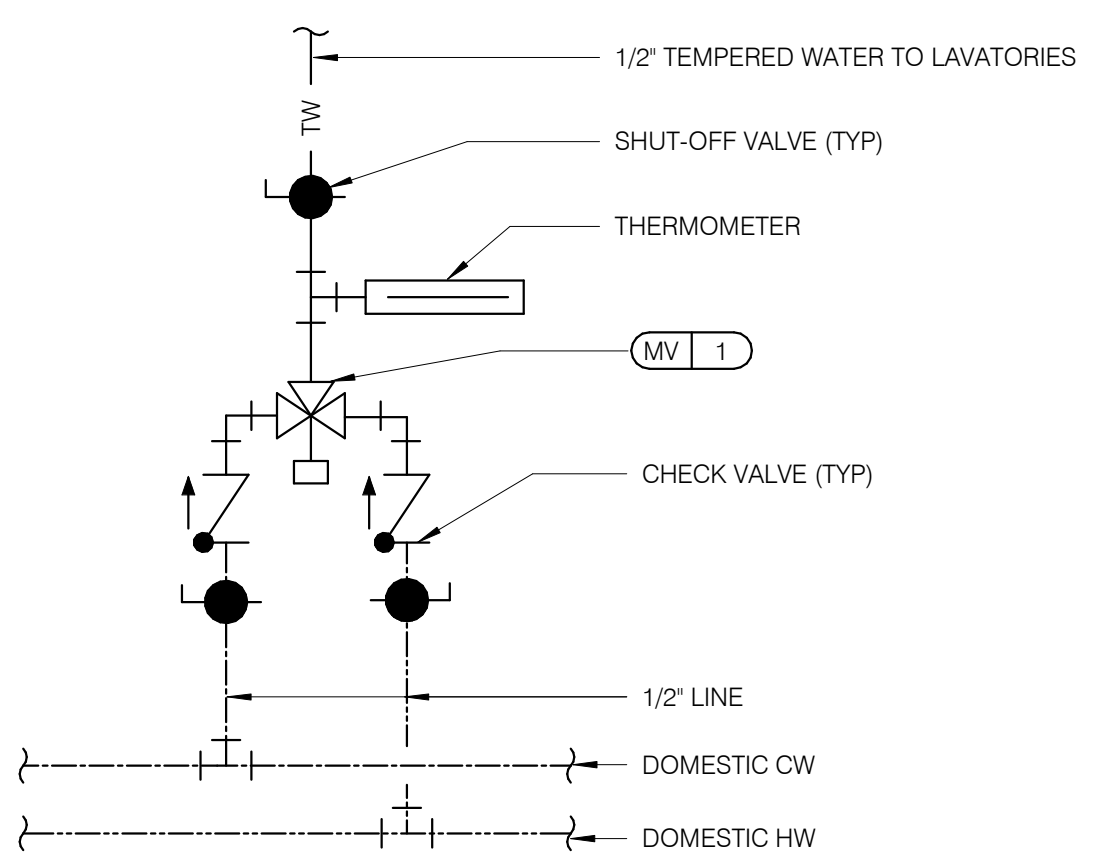 1/2" TEMPERED WATER TO LAVATORIES
TW
SHUT-OFF VALVE (TYP)
THERMOMETER
MV 1
CHECK VALVE (TYP)
1/2" LINE
DOMESTIC CW
DOMESTIC HW